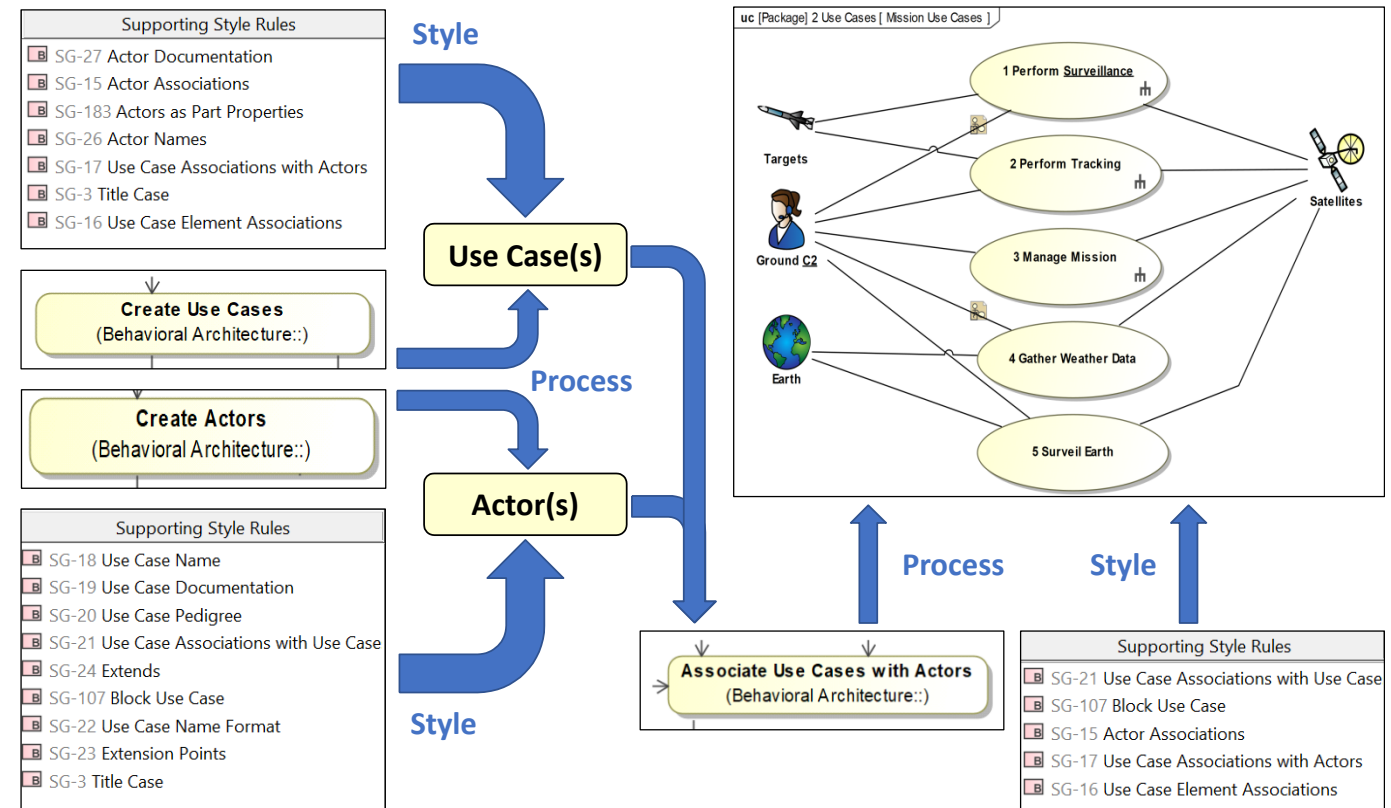 Supporting Style Rules
SG-27 Actor Documentation
SG-15 Actor Associations
SG-183 Actors as Part Properties
SG-26 Actor Names
SG-17 Use Case Associations with Actors
SG-3 Title Case
SG-16 Use Case Element Associations
Style
Create Use Cases
(Behavioral Architecture::)
Process
Create Actors
(Behavioral Architecture::)
Use Case(s)
Actor(s)
Supporting Style Rules
SG-18 Use Case Name
SG-19 Use Case Documentation
SG-20 Use Case Pedigree
SG-21 Use Case Associations with Use Case
SG-24 Extends
SG-107 Block Use Case
SG-22 Use Case Name Format
SG-23 Extension Points
SG-3 Title Case
Style
uc [Package] 2 Use Cases [ Mission Use Cases ]
1 Perform Surveillance
Targets
2 Perform Tracking
Satellites
Ground C2
3 Manage Mission
4 Gather Weather Data
Earth
5 Surveil Earth
Process
Style
Associate Use Cases with Actors
(Behavioral Architecture::)
Supporting Style Rules
SG-21 Use Case Associations with Use Case
SG-107 Block Use Case
SG-15 Actor Associations
SG-17 Use Case Associations with Actors
SG-16 Use Case Element Associations